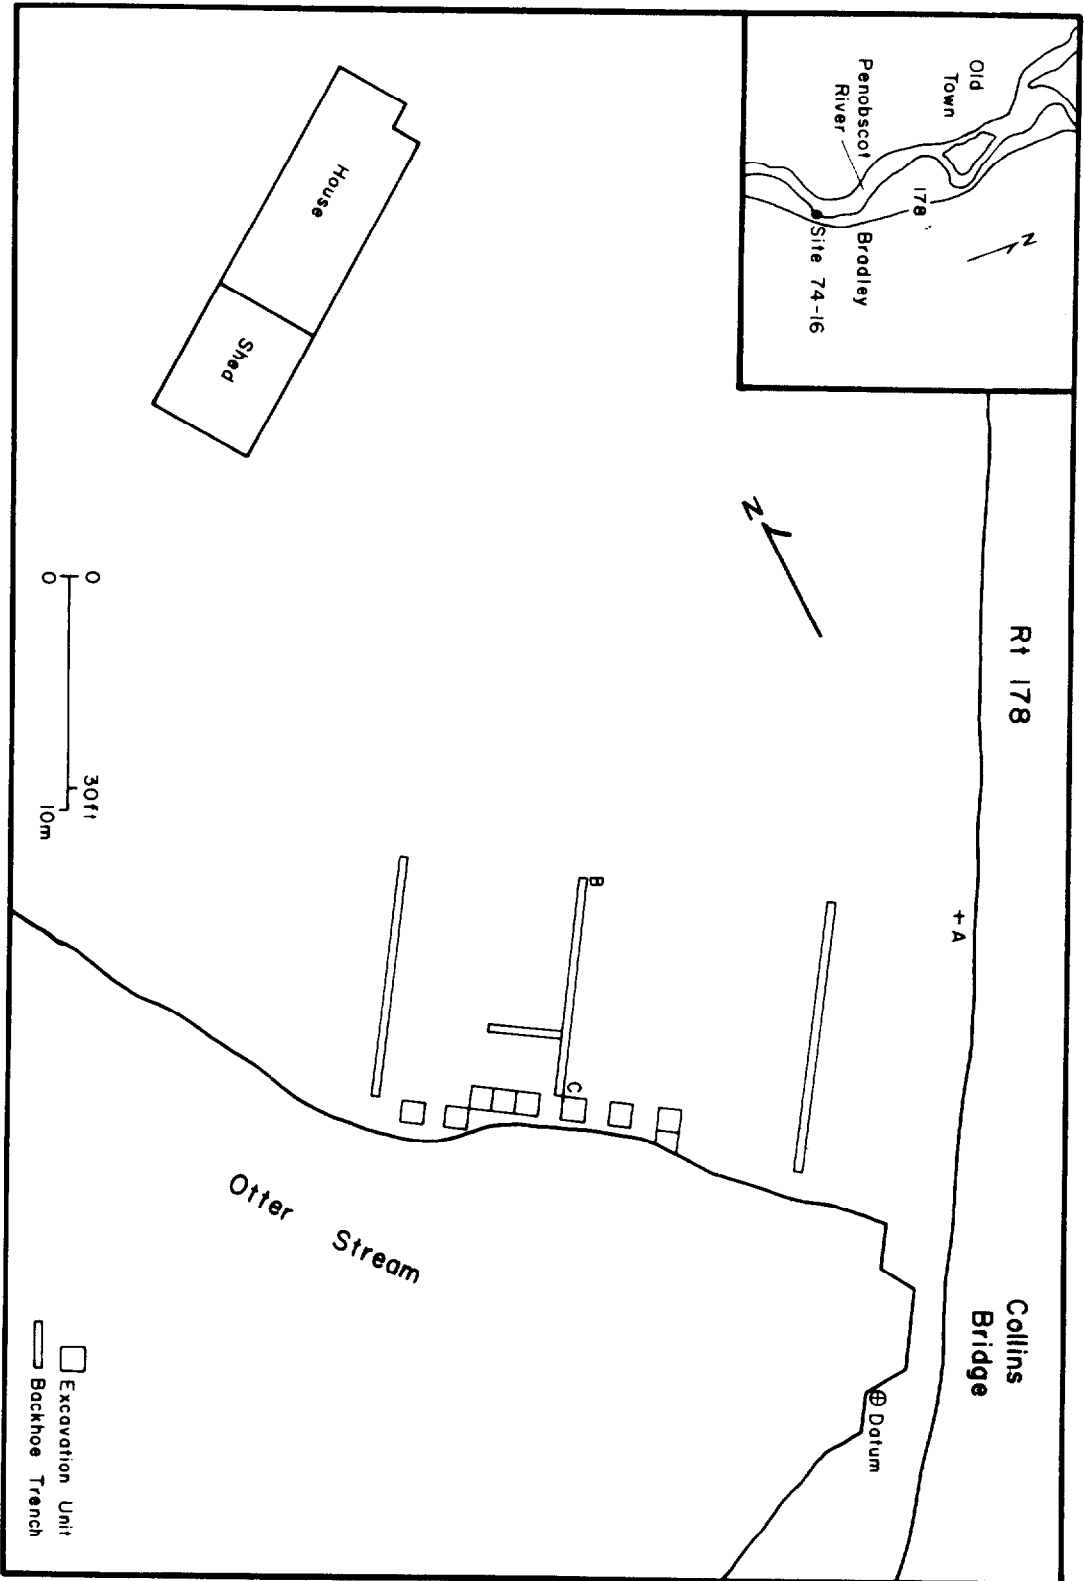 Old
Town
Penobscot
River
178
Bradley
Site 74-16
N
Rt 178
Collins
Bridge
House
Shed
N
+ A
B
C
Datum
Otter
Stream
0
30ft
0
10m
Excavation Unit
Backhoe Trench